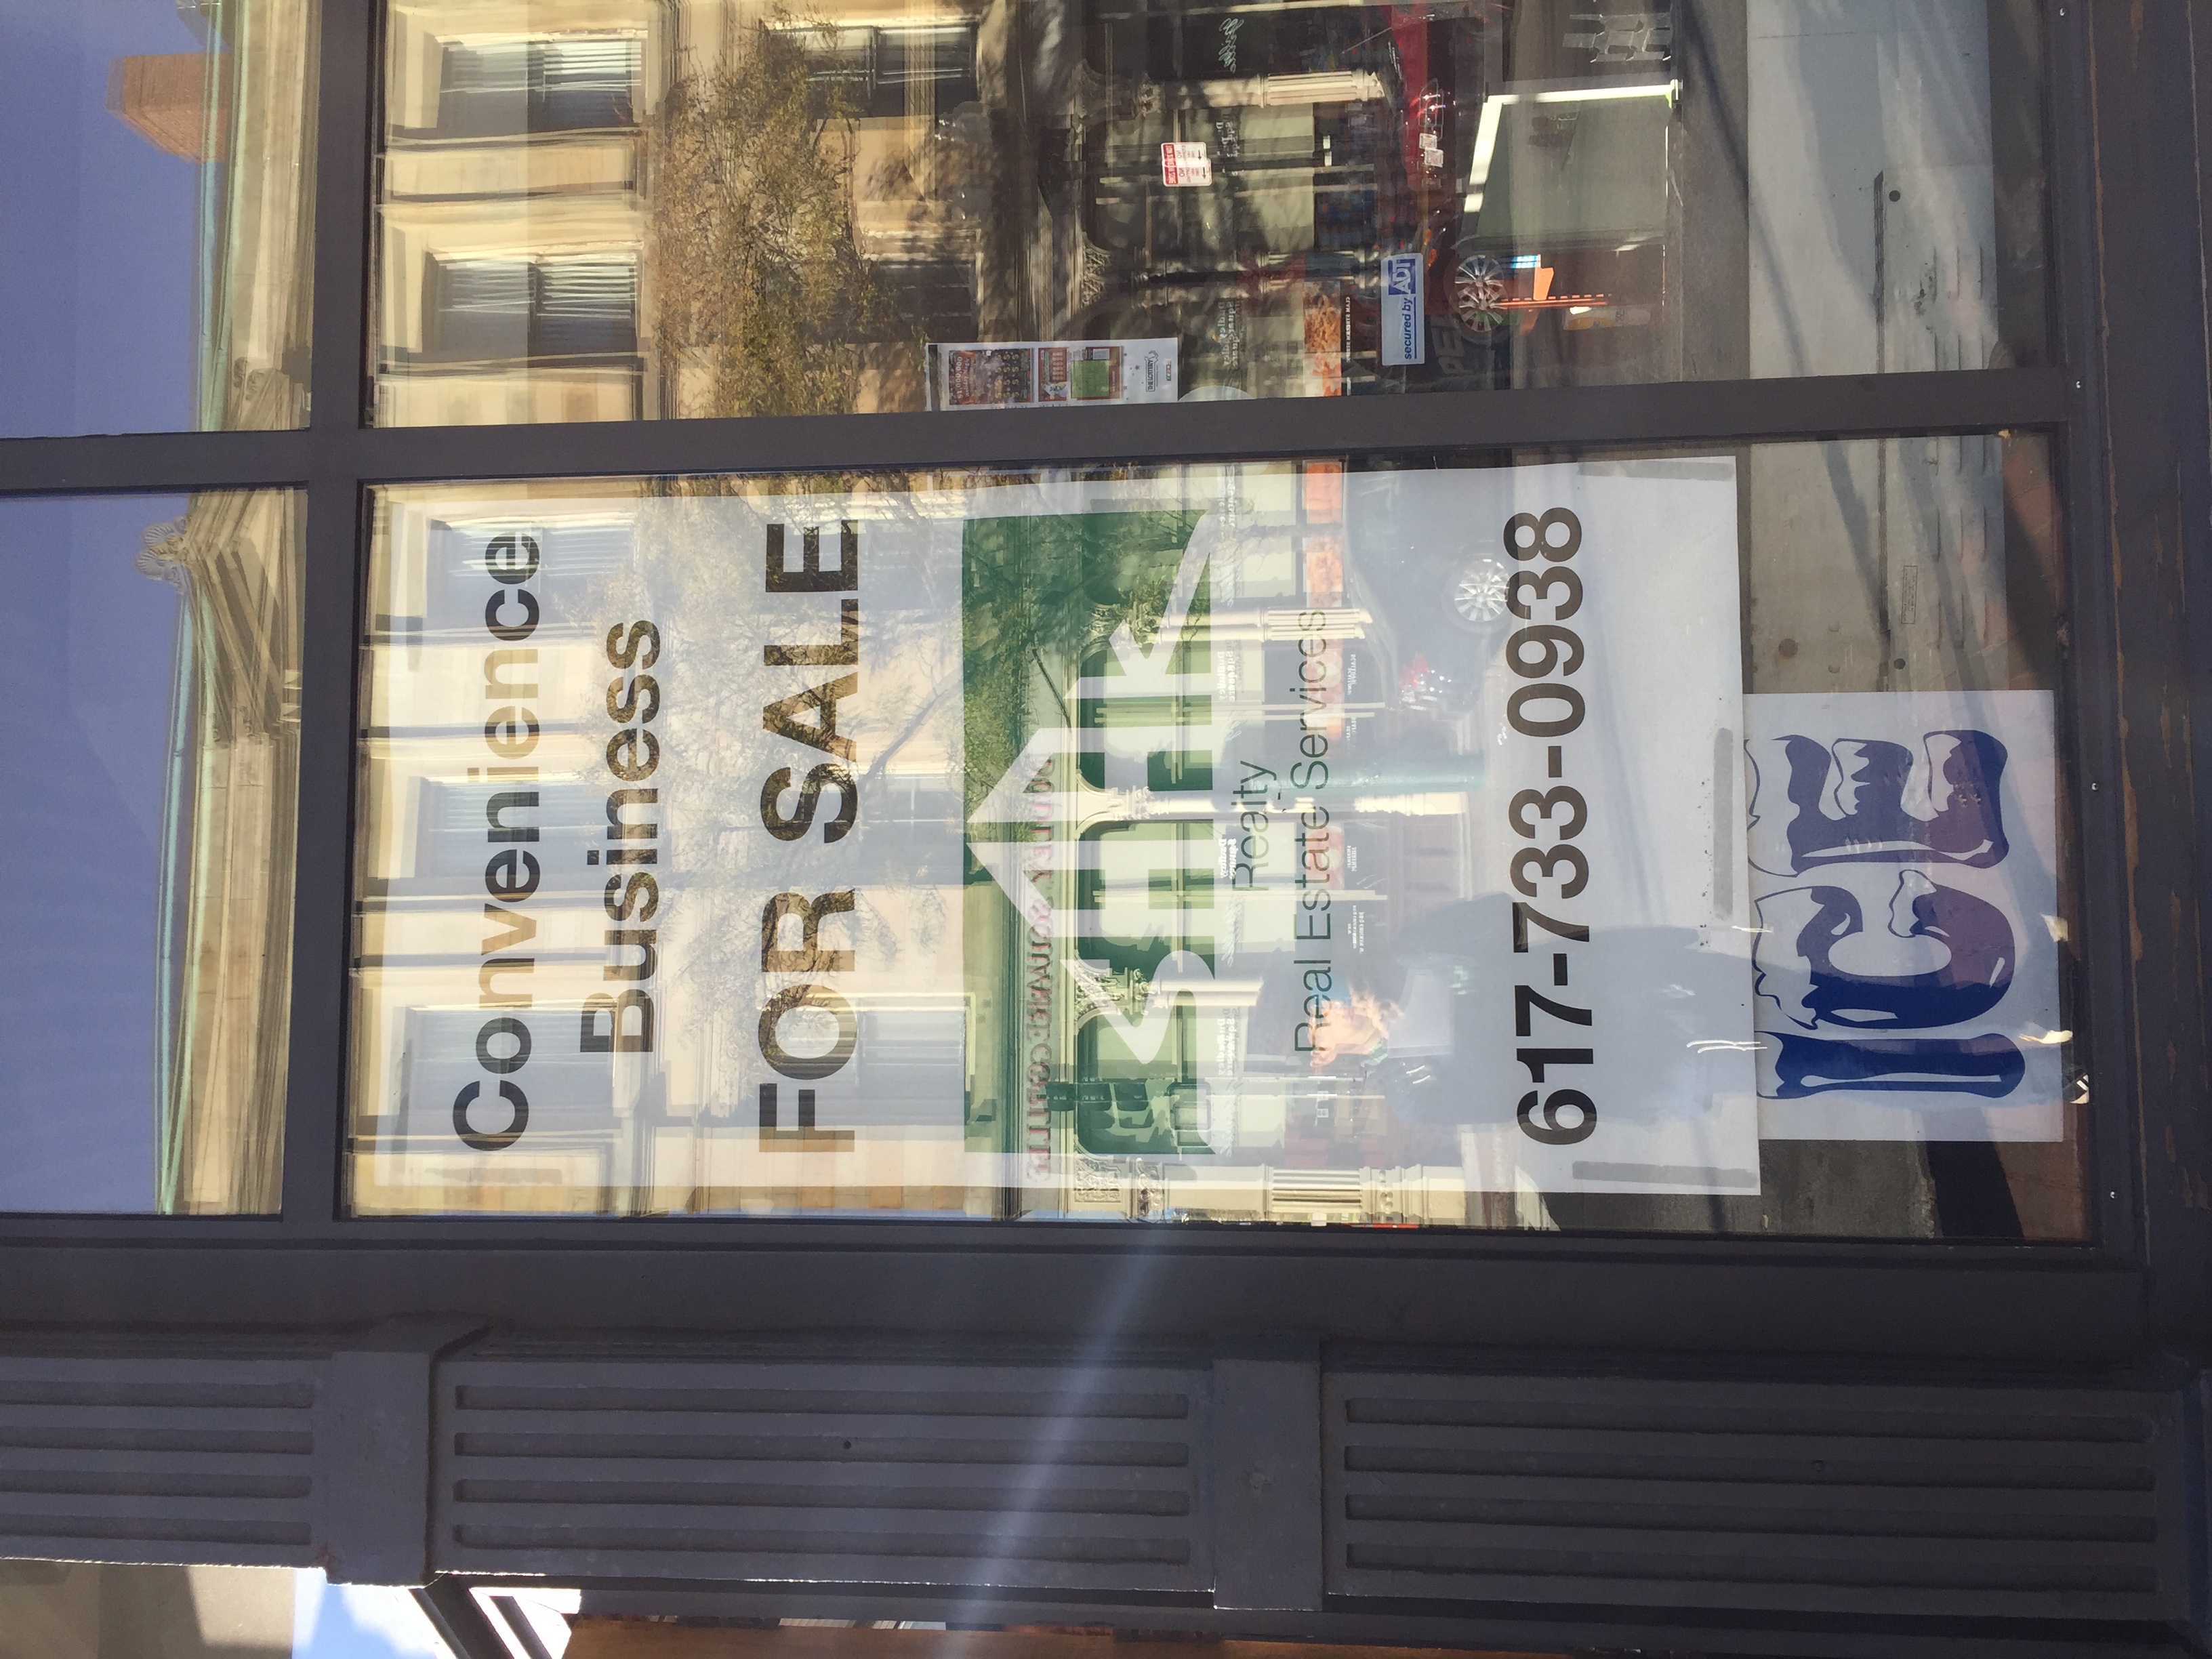 Convenience
Business
FOR SALE
Realty
Real Estate Services
617-733-0938
ICE
secured by ADT